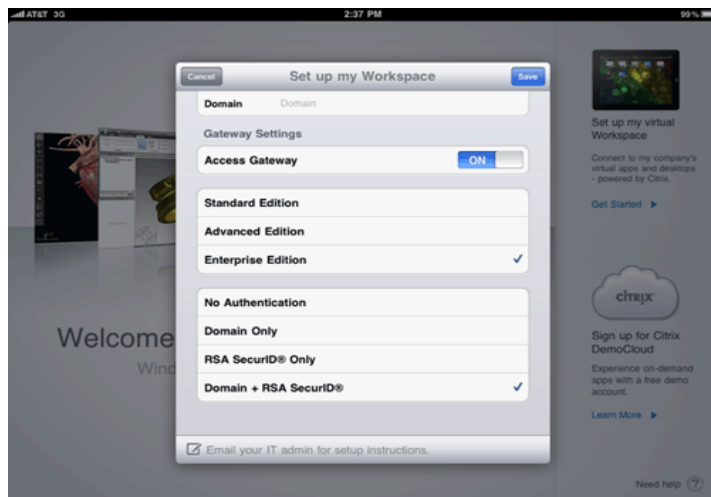 AT&T 3G
2:37 PM
99%
Cancel
Set up my Workspace
Save
Domain
Domain
Gateway Settings
Access Gateway
ON
Standard Edition
Advanced Edition
Enterprise Edition
No Authentication
Domain Only
RSA SecurID® Only
Domain + RSA SecurID®
Email your IT admin for setup instructions.
Welcome
Wind
Set up my virtual
Workspace
Connect to my company's
virtual apps and desktops
- powered by Citrix.
Get Started
CİTRIX
Sign up for Citrix
DemoCloud
Experience on-demand
apps with a free demo
account.
Learn More
Need help ?